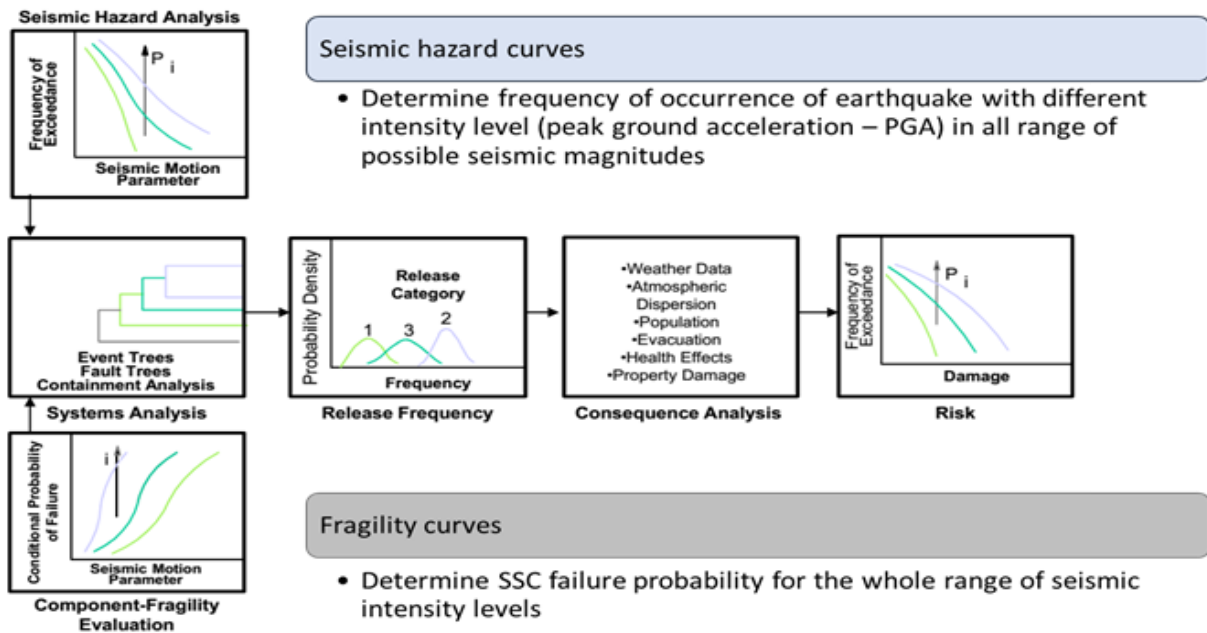 Seismic Hazard Analysis
Frequency of
Exceedance
P i
Seismic Motion
Parameter
Seismic hazard curves
• Determine frequency of occurrence of earthquake with different
intensity level (peak ground acceleration – PGA) in all range of
possible seismic magnitudes
Event Trees
Fault Trees
Containment Analysis
Systems Analysis
Probability Density
Release
Category
1 3 2
Frequency
Release Frequency
•Weather Data
•Atmospheric
Dispersion
•Population
•Evacuation
•Health Effects
•Property Damage
Consequence Analysis
Frequency of
Exceedance
P i
Damage
Risk
Conditional Probability
of Failure
i
Seismic Motion
Parameter
Component-Fragility
Evaluation
Fragility curves
• Determine SSC failure probability for the whole range of seismic
intensity levels